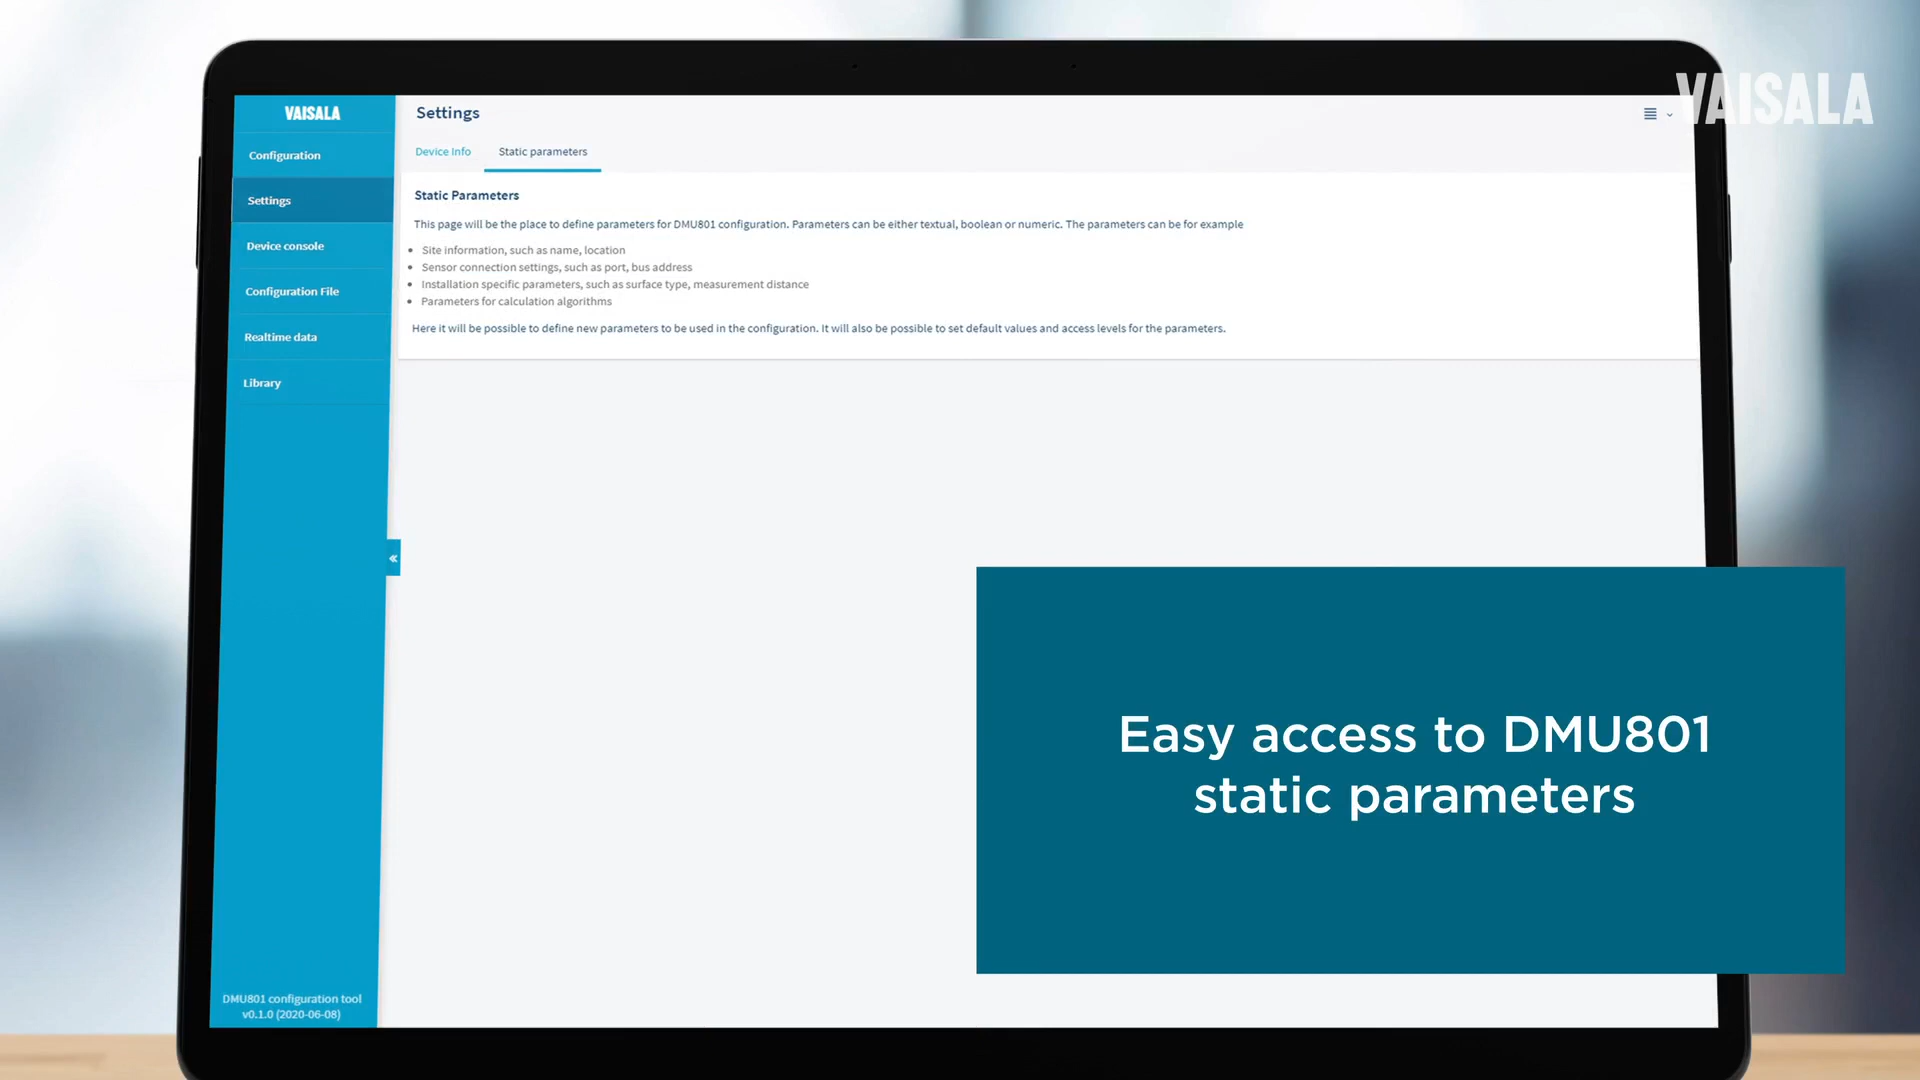 VAISALA
VAISALA
Configuration
Settings
Device console
Configuration File
Realtime data
Library
DMU801 configuration tool
v0.1.0 (2020-06-08)
Settings
Device Info
Static parameters
Static Parameters
This page will be the place to define parameters for DMU801 configuration. Parameters can be either textual, boolean or numeric. The parameters can be for example
Site information, such as name, location
Sensor connection settings, such as port, bus address
Installation specific parameters, such as surface type, measurement distance
Parameters for calculation algorithms
Here it will be possible to define new parameters to be used in the configuration. It will also be possible to set default values and access levels for the parameters.
Easy access to DMU801
static parameters